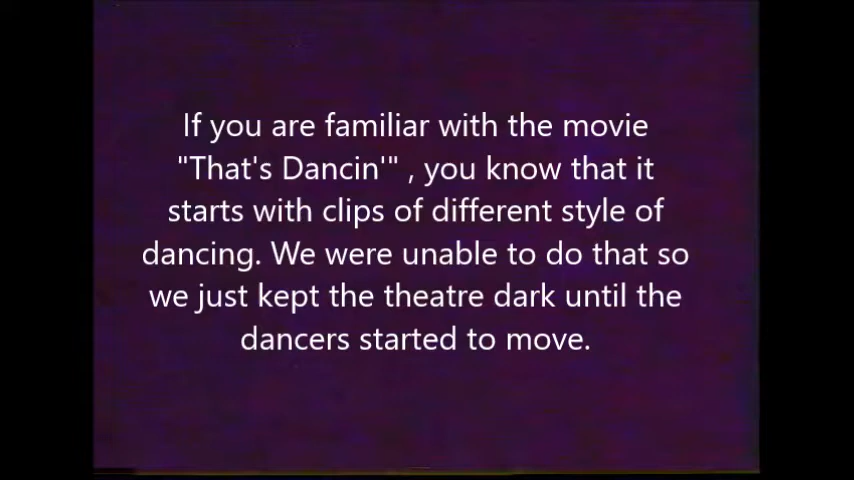 If you are familiar with the movie
"That's Dancin'" , you know that it
starts with clips of different style of
dancing. We were unable to do that so
we just kept the theatre dark until the
dancers started to move.